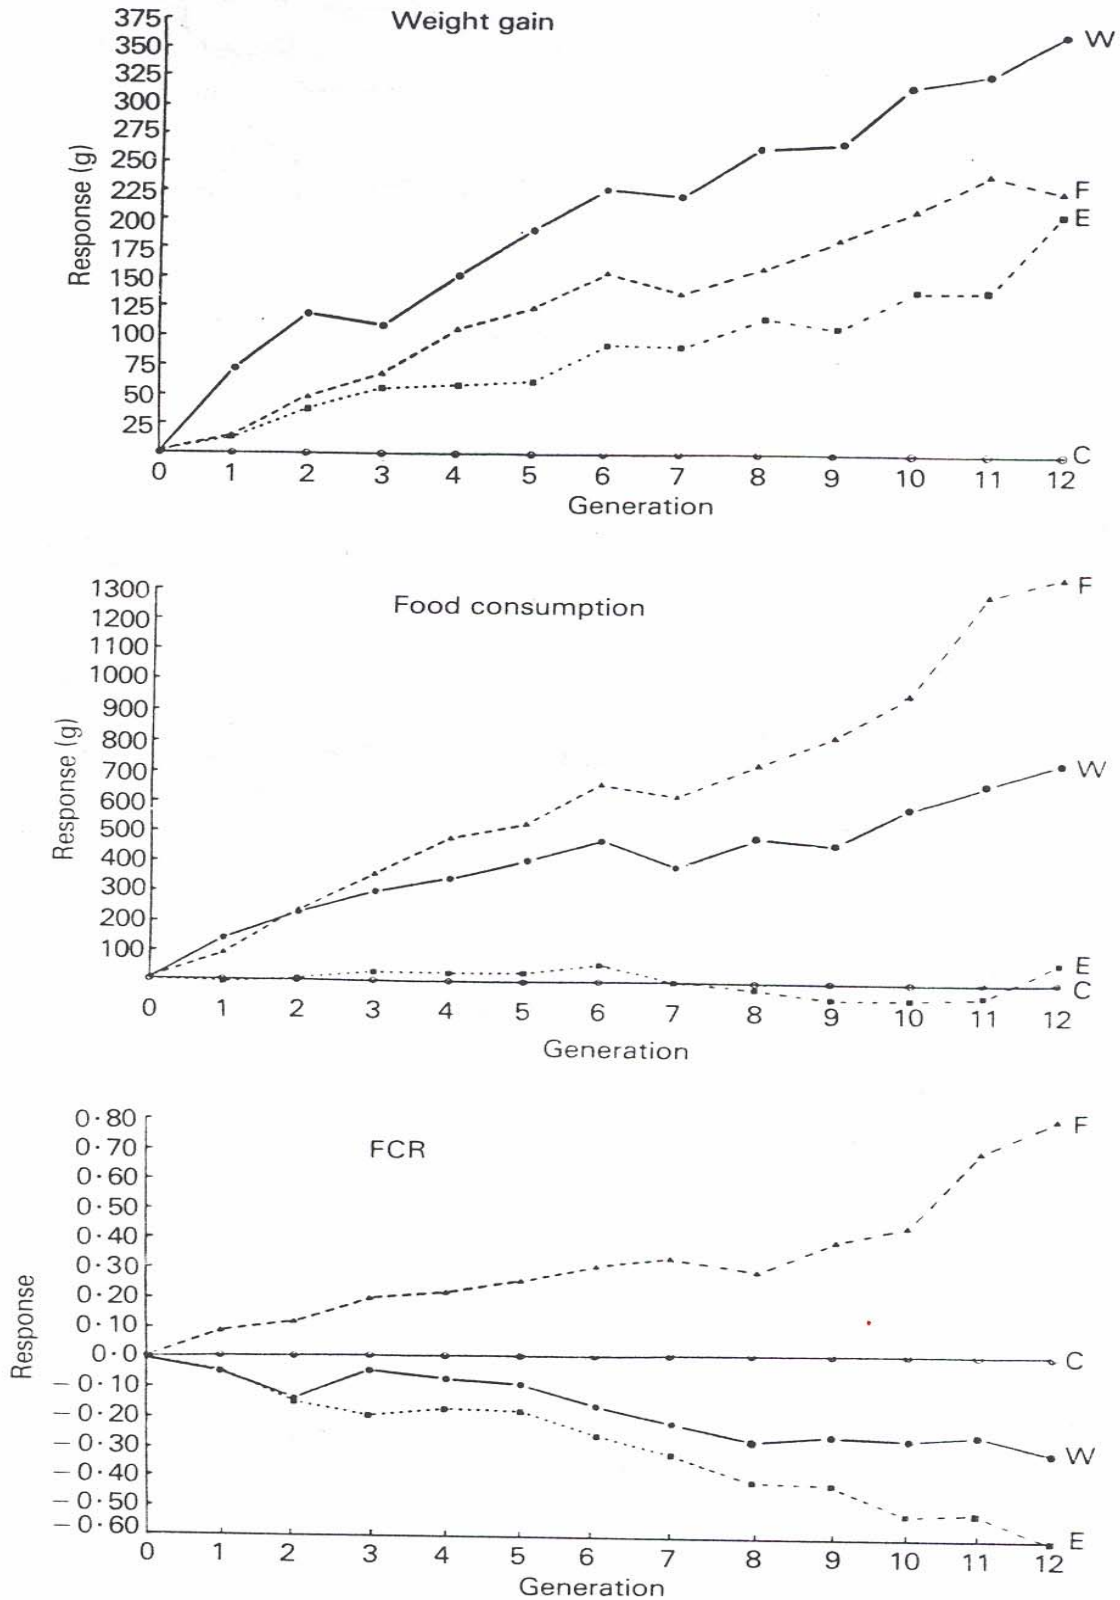 Weight gain
375
350
325
300
275
250
225
200
175
150
125
100
75
50
25
Response (g)
W
F
E
C
0 1 2 3 4 5 6 7 8 9 10 11 12
Generation
Food consumption
1300
1200
1100
1000
900
800
700
600
500
400
300
200
100
Response (g)
F
W
E
C
0 1 2 3 4 5 6 7 8 9 10 11 12
Generation
FCR
0·80
0·70
0·60
0·50
0·40
0·30
0·20
0·10
0·0
−0·10
−0·20
−0·30
−0·40
−0·50
−0·60
Response
F
C
W
E
0 1 2 3 4 5 6 7 8 9 10 11 12
Generation